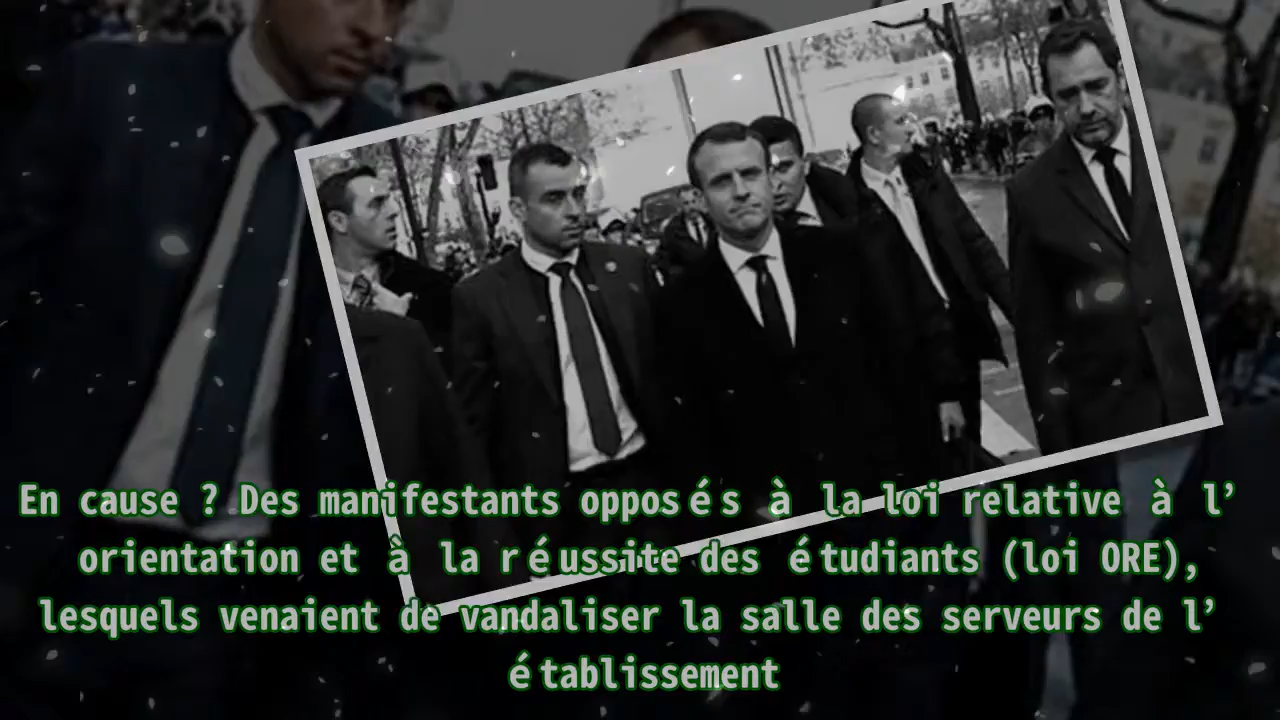 En cause ? Des manifestants opposés à la loi relative à l’
orientation et à la réussite des étudiants (loi ORE),
lesquels venaient de vandaliser la salle des serveurs de l’
établissement